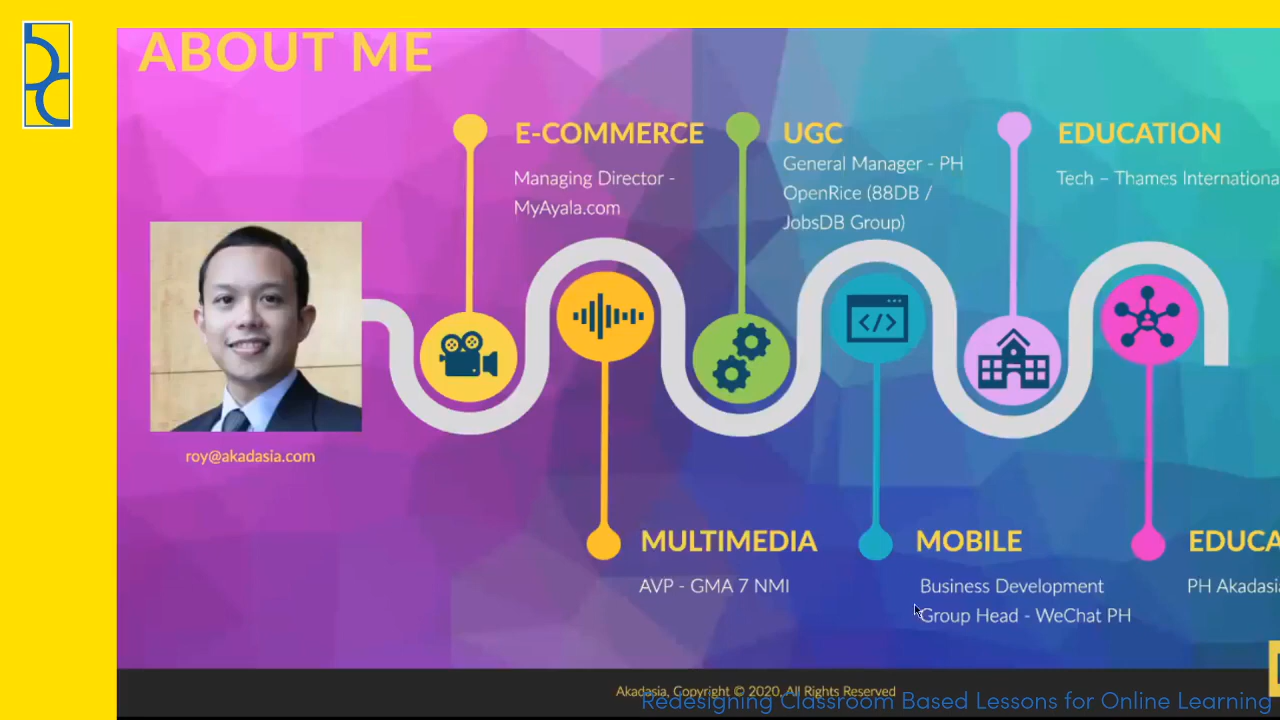 ABOUT ME
E-COMMERCE
Managing Director -
MyAyala.com
UGC
General Manager - PH
OpenRice (88DB /
JobsDB Group)
EDUCATION
Tech – Thames Internationa
roy@akadasia.com
MULTIMEDIA
AVP - GMA 7 NMI
MOBILE
Business Development
Group Head - WeChat PH
EDUCA
PH Akadasi
Akadasia, Copyright © 2020, All Rights Reserved
Redesigning Classroom Based Lessons for Online Learning